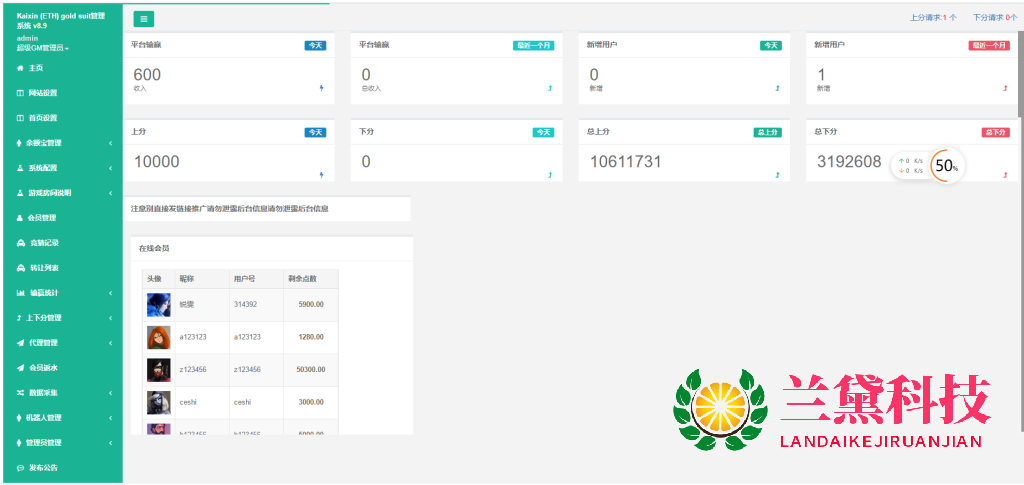 Kaixin (ETH) gold suit管理
系统 v8.9
admin
超级GM管理员
主页
网站设置
首页设置
余额宝管理
系统配置
游戏房间说明
会员管理
竞猜记录
转让列表
输赢统计
上下分管理
代理管理
会员返水
数据采集
机器人管理
管理员管理
发布公告
上分请求:1 个 下分请求 0个
平台输赢 今天
600
收入
平台输赢 最近一个月
0
总收入
新增用户 今天
0
新增
新增用户 最近一个月
1
新增
上分 今天
10000
下分 今天
0
总上分 总上分
10611731
总下分 总下分
3192608
0 K/s
0 K/s
50%
注意别直接发链接推广请勿泄露后台信息请勿泄露后台信息
在线会员
头像 昵称 用户号 剩余点数
锐雯 314392 5900.00
a123123 a123123 1280.00
z123456 z123456 50300.00
ceshi ceshi 3000.00
兰黛科技
LANDAIKEJIRUANJIAN